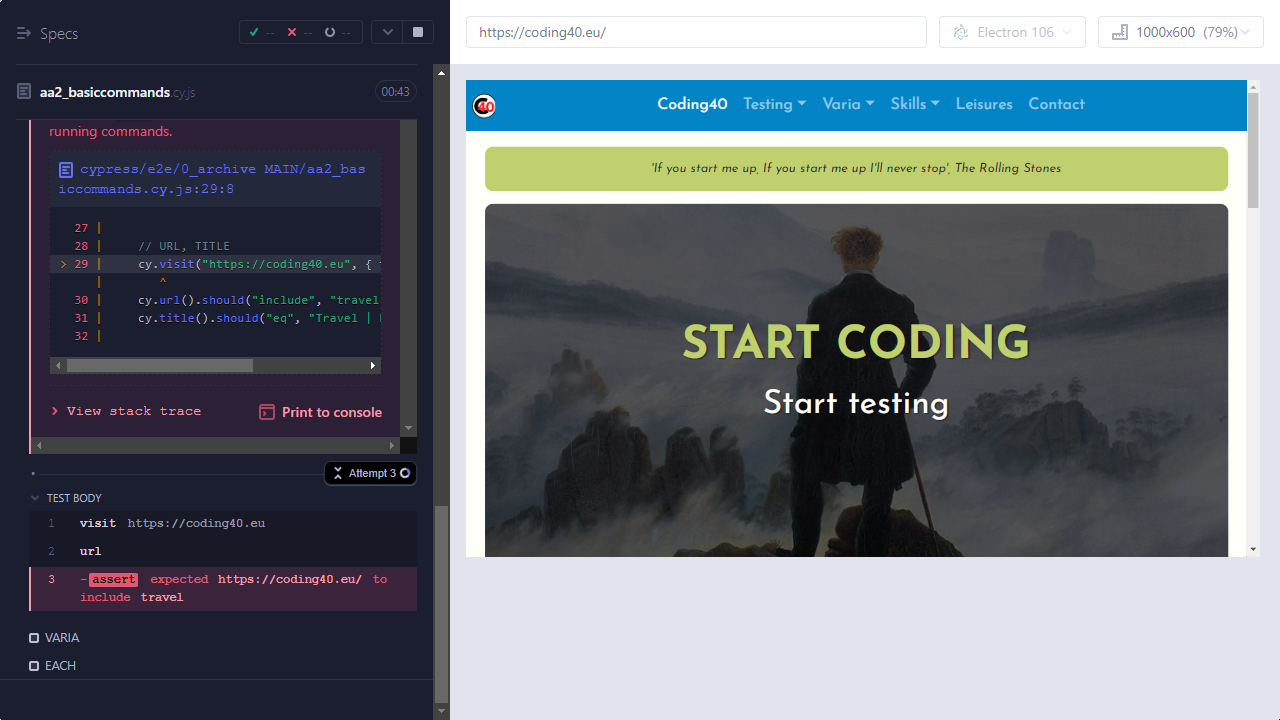 Specs
-- -- --
aa2_basiccommands.cy.js 00:43
running commands.
cypress/e2e/0_archive MAIN/aa2_bas
iccommands.cy.js:29:8
27 |
28 | // URL, TITLE
> 29 | cy.visit("https://coding40.eu", {
| ^
30 | cy.url().should("include", "travel
31 | cy.title().should("eq", "Travel |
32 |
> View stack trace Print to console
Attempt 3
TEST BODY
1 visit https://coding40.eu
2 url
3 -assert expected https://coding40.eu/ to
include travel
VARIA
EACH
https://coding40.eu/ Electron 106 1000x600 (79%)
C40 Coding40 Testing Varia Skills Leisures Contact
'If you start me up, If you start me up I'll never stop', The Rolling Stones
START CODING
Start testing